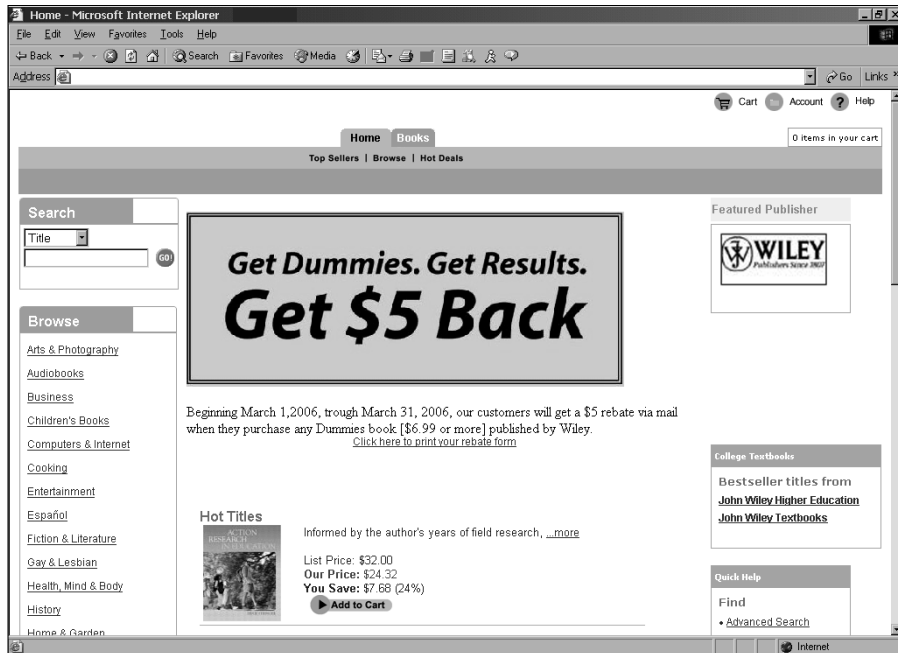 Home - Microsoft Internet Explorer
File Edit View Favorites Tools Help
Back Search Favorites Media
Address Go Links »
Cart Account ? Help
Home Books
0 items in your cart
Top Sellers | Browse | Hot Deals
Search
Title
GO!
Browse
Arts & Photography
Audiobooks
Business
Children's Books
Computers & Internet
Cooking
Entertainment
Español
Fiction & Literature
Gay & Lesbian
Health, Mind & Body
History
Home & Garden
Get Dummies. Get Results.
Get $5 Back
Beginning March 1,2006, trough March 31, 2006, our customers will get a $5 rebate via mail
when they purchase any Dummies book [$6.99 or more] published by Wiley.
Click here to print your rebate form
Hot Titles
ACTION
RESEARCH
IN EDUCATION
Informed by the author's years of field research, ...more
List Price: $32.00
Our Price: $24.32
You Save: $7.68 (24%)
Add to Cart
Featured Publisher
WILEY
Publishers Since 1807
College Textbooks
Bestseller titles from
John Wiley Higher Education
John Wiley Textbooks
Quick Help
Find
• Advanced Search
Internet